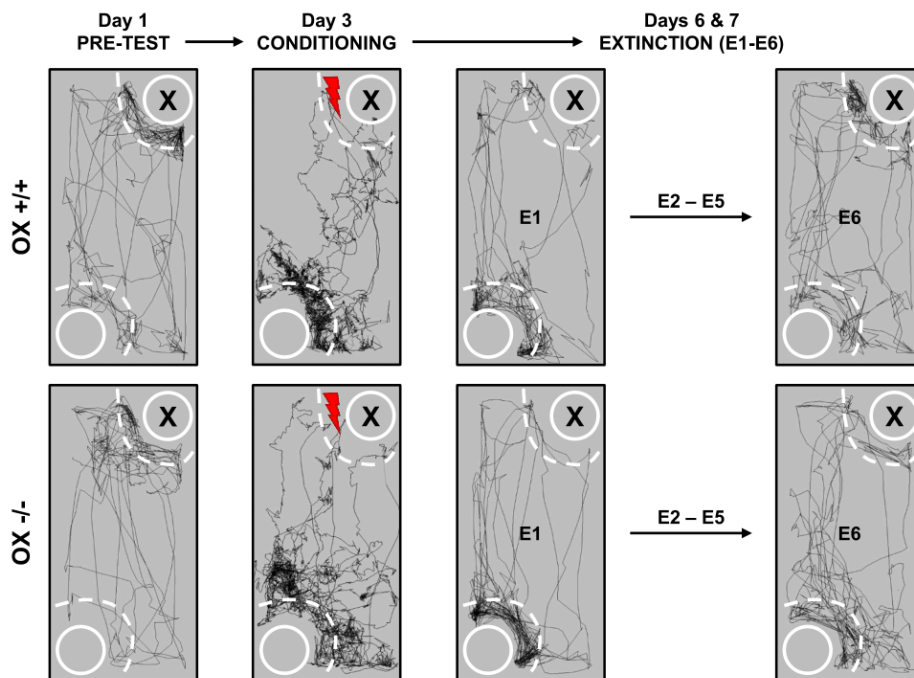 Day 1
PRE-TEST
Day 3
CONDITIONING
Days 6 & 7
EXTINCTION (E1-E6)
OX +/+
X
X
X
X
E1
E2 – E5
E6
OX -/-
X
X
X
X
E1
E2 – E5
E6